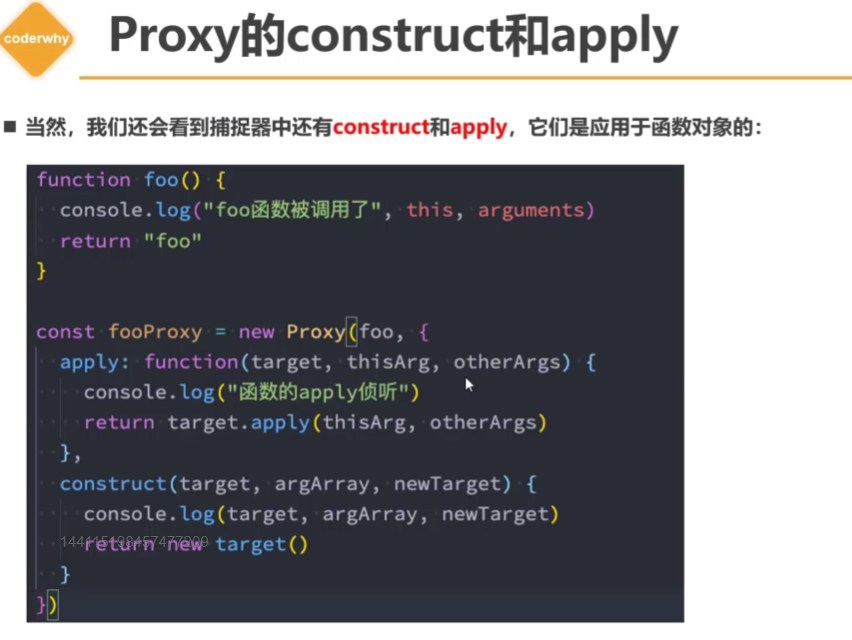 coderwhy
Proxy的construct和apply
■ 当然，我们还会看到捕捉器中还有construct和apply，它们是应用于函数对象的：
function foo() {
  console.log("foo函数被调用了", this, arguments)
  return "foo"
}

const fooProxy = new Proxy(foo, {
  apply: function(target, thisArg, otherArgs) {
    console.log("函数的apply侦听")
    return target.apply(thisArg, otherArgs)
  },
  construct(target, argArray, newTarget) {
    console.log(target, argArray, newTarget)
    return new target()
  }
})